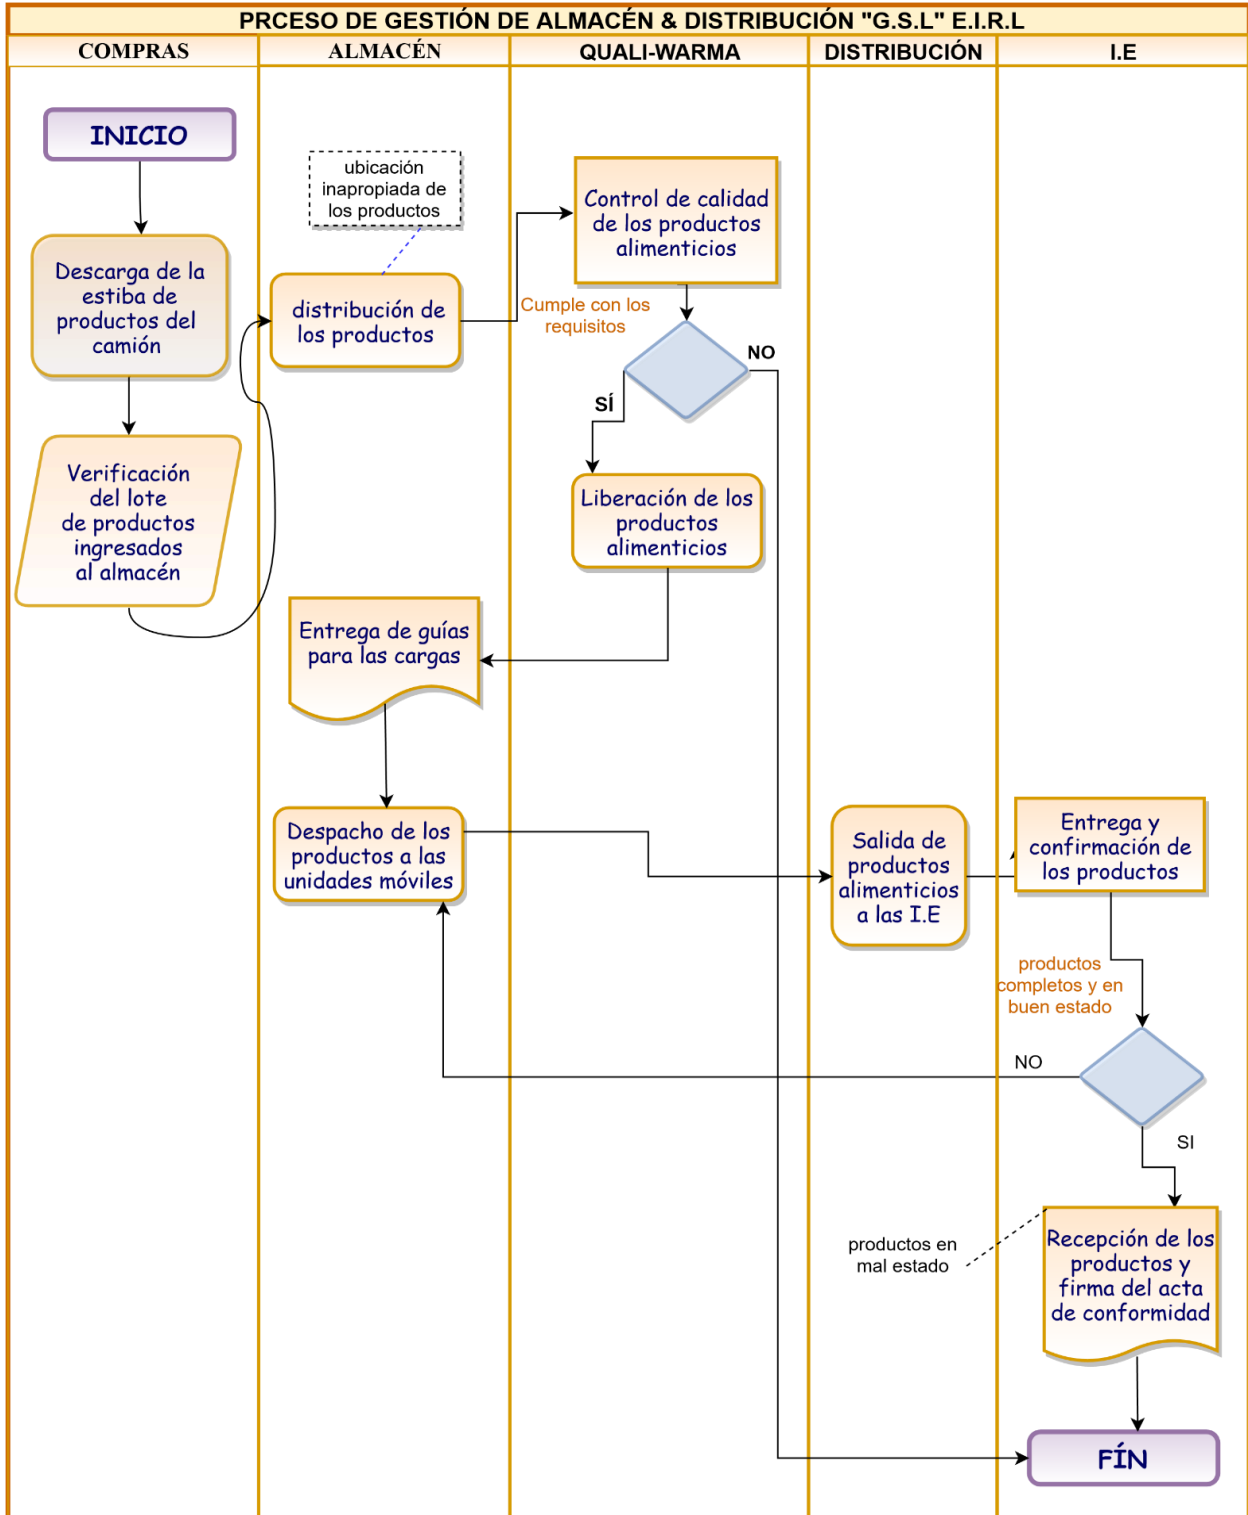 PRCESO DE GESTIÓN DE ALMACÉN & DISTRIBUCIÓN "G.S.L" E.I.R.L
COMPRAS
ALMACÉN
QUALI-WARMA
DISTRIBUCIÓN
I.E
INICIO
Descarga de la
estiba de
productos del
camión
Verificación
del lote
de productos
ingresados
al almacén
ubicación
inapropiada de
los productos
distribución de
los productos
Control de calidad
de los productos
alimenticios
Cumple con los
requisitos
NO
SÍ
Liberación de los
productos
alimenticios
Entrega de guías
para las cargas
Despacho de los
productos a las
unidades móviles
Salida de
productos
alimenticios
a las I.E
Entrega y
confirmación de
los productos
productos
completos y en
buen estado
NO
SI
productos en
mal estado
Recepción de los
productos y
firma del acta
de conformidad
FÍN